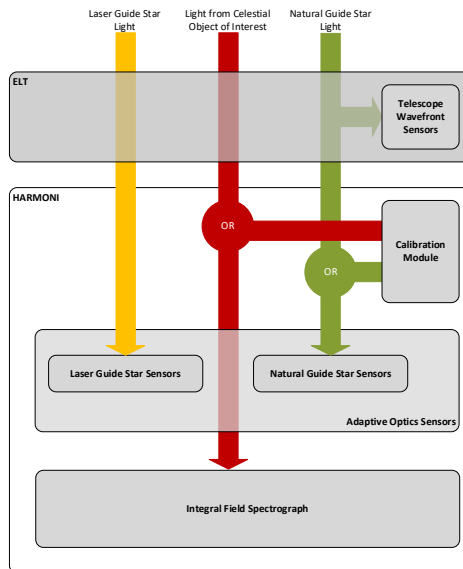 Laser Guide Star
Light
Light from Celestial
Object of Interest
Natural Guide Star
Light
ELT
Telescope
Wavefront
Sensors
HARMONI
OR
Calibration
Module
OR
Laser Guide Star Sensors
Natural Guide Star Sensors
Adaptive Optics Sensors
Integral Field Spectrograph